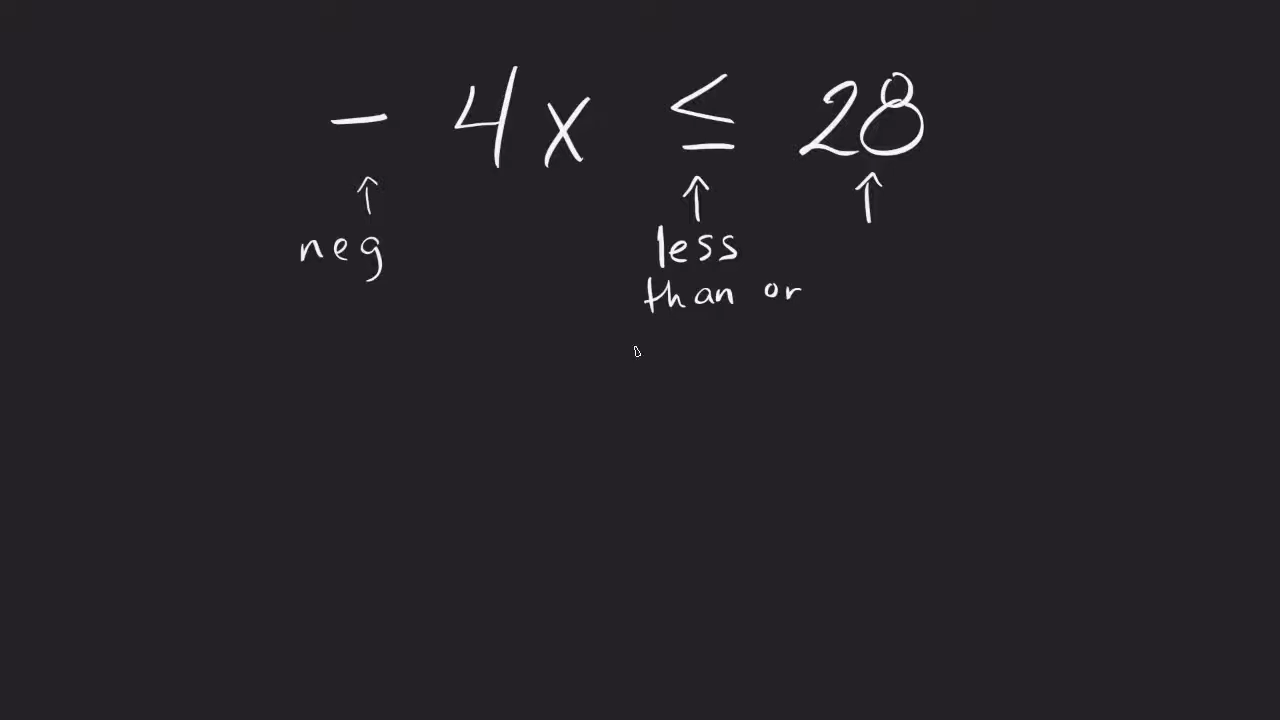 - 4x ≤ 28
↑ ↑ ↑
neg less
than or